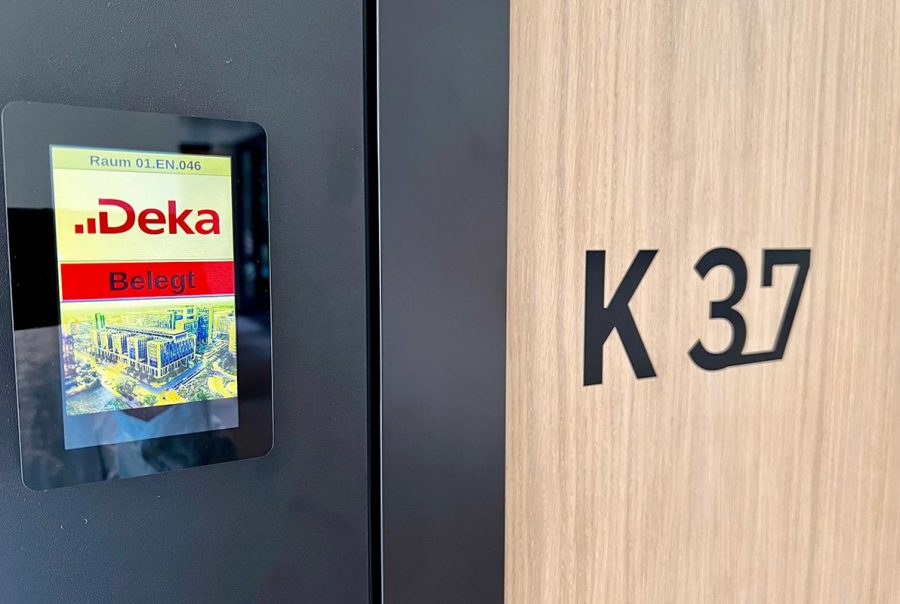 Raum 01.EN.046
Deka
Belegt
K 37